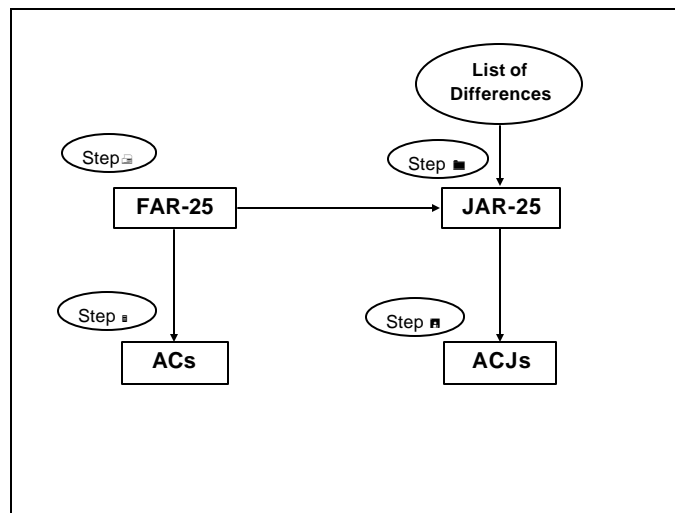 List of
Differences
Step
Step
FAR-25
JAR-25
Step
Step
ACs
ACJs